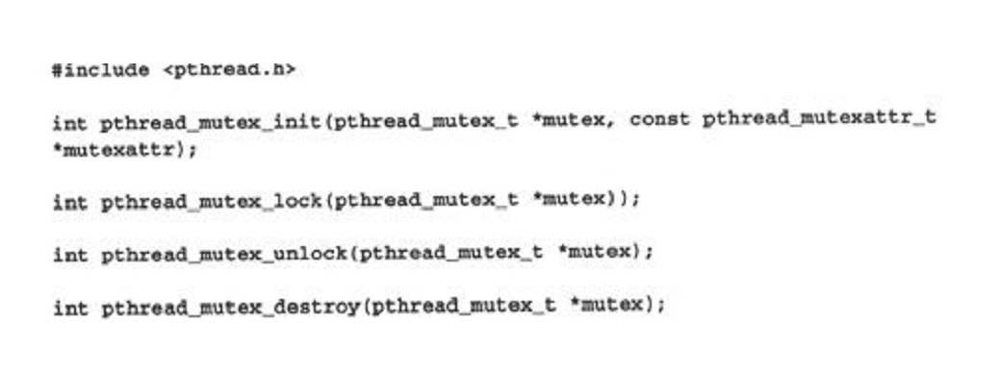 #include <pthread.h>
int pthread_mutex_init(pthread_mutex_t *mutex, const pthread_mutexattr_t
*mutexattr);
int pthread_mutex_lock(pthread_mutex_t *mutex));
int pthread_mutex_unlock(pthread_mutex_t *mutex);
int pthread_mutex_destroy(pthread_mutex_t *mutex);